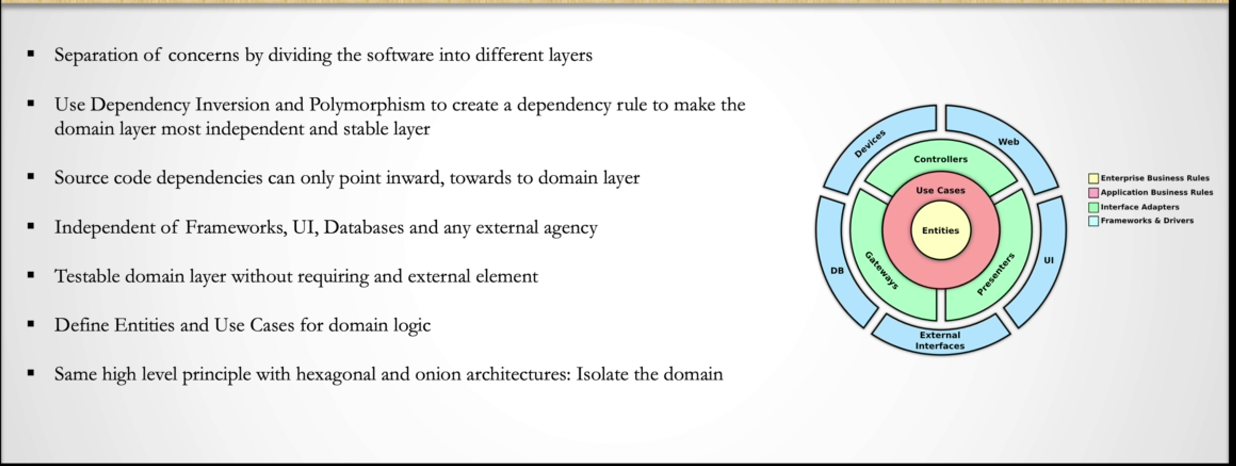 ▪ Separation of concerns by dividing the software into different layers
▪ Use Dependency Inversion and Polymorphism to create a dependency rule to make the
domain layer most independent and stable layer
▪ Source code dependencies can only point inward, towards to domain layer
▪ Independent of Frameworks, UI, Databases and any external agency
▪ Testable domain layer without requiring and external element
▪ Define Entities and Use Cases for domain logic
▪ Same high level principle with hexagonal and onion architectures: Isolate the domain
Devices
Web
Controllers
Use Cases
Entities
Gateways
Presenters
DB
UI
External
Interfaces
Enterprise Business Rules
Application Business Rules
Interface Adapters
Frameworks & Drivers